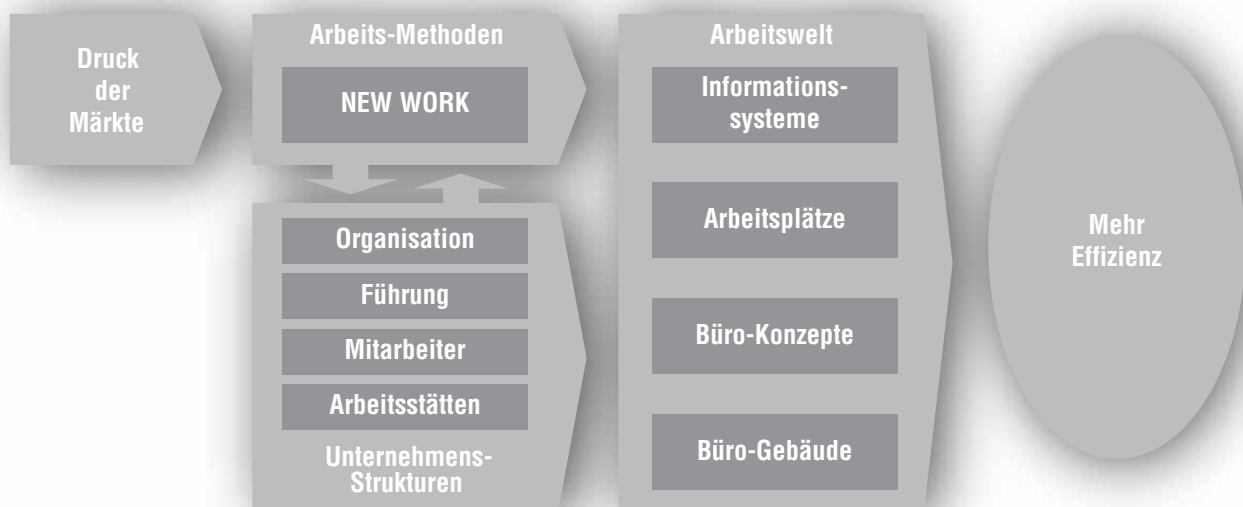 Druck
der
Märkte
Arbeits-Methoden
NEW WORK
Organisation
Führung
Mitarbeiter
Arbeitsstätten
Unternehmens-
Strukturen
Arbeitswelt
Informations-
systeme
Arbeitsplätze
Büro-Konzepte
Büro-Gebäude
Mehr
Effizienz